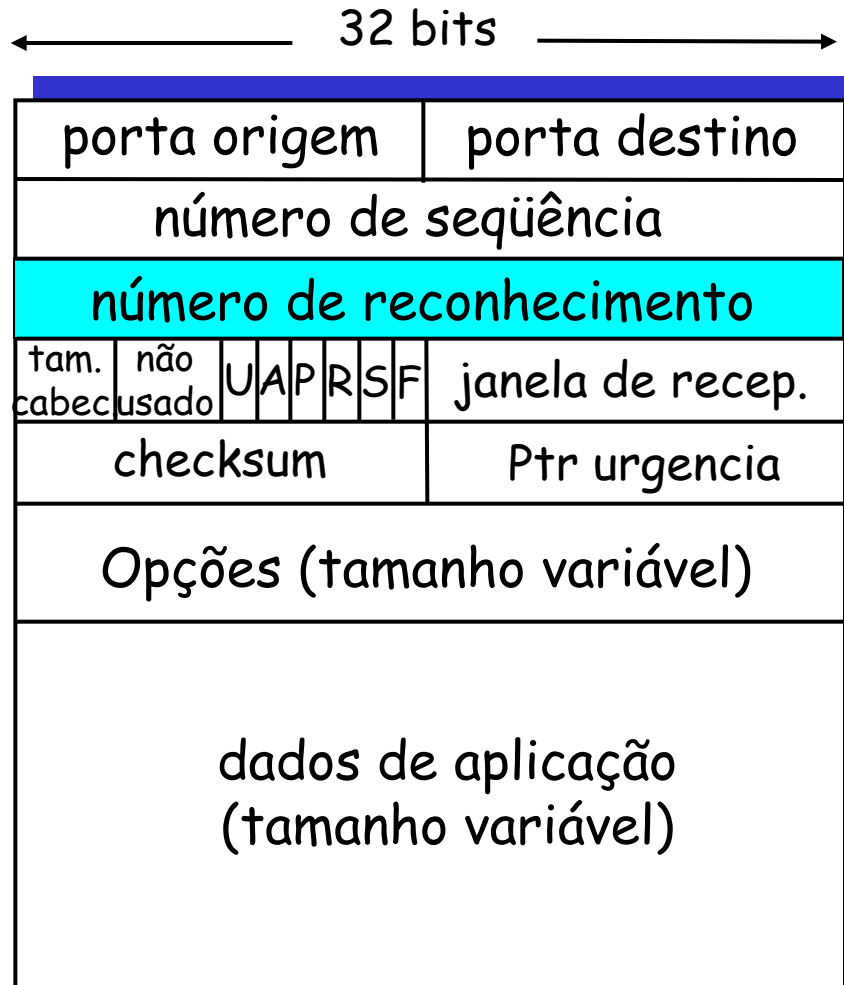 32 bits
porta origem
porta destino
número de seqüência
número de reconhecimento
tam.
cabec.
não
usado
U
A
P
R
S
F
janela de recep.
checksum
Ptr urgencia
Opções (tamanho variável)
dados de aplicação
(tamanho variável)